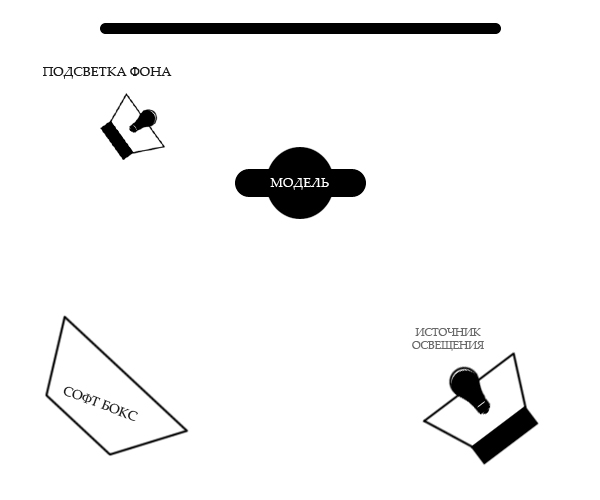 ПОДСВЕТКА ФОНА
МОДЕЛЬ
ИСТОЧНИК
ОСВЕЩЕНИЯ
СОФТ БОКС